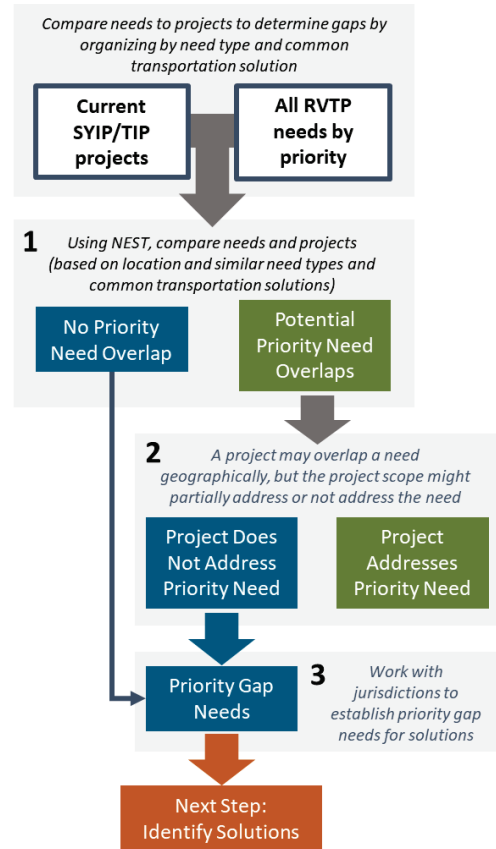 Compare needs to projects to determine gaps by
organizing by need type and common
transportation solution
Current
SYIP/TIP
projects
All RVTP
needs by
priority
1
Using NEST, compare needs and projects
(based on location and similar need types and
common transportation solutions)
No Priority
Need Overlap
Potential
Priority Need
Overlaps
2
A project may overlap a need
geographically, but the project scope might
partially address or not address the need
Project Does
Not Address
Priority Need
Project
Addresses
Priority Need
Priority Gap
Needs
3
Work with
jurisdictions to
establish priority gap
needs for solutions
Next Step:
Identify Solutions